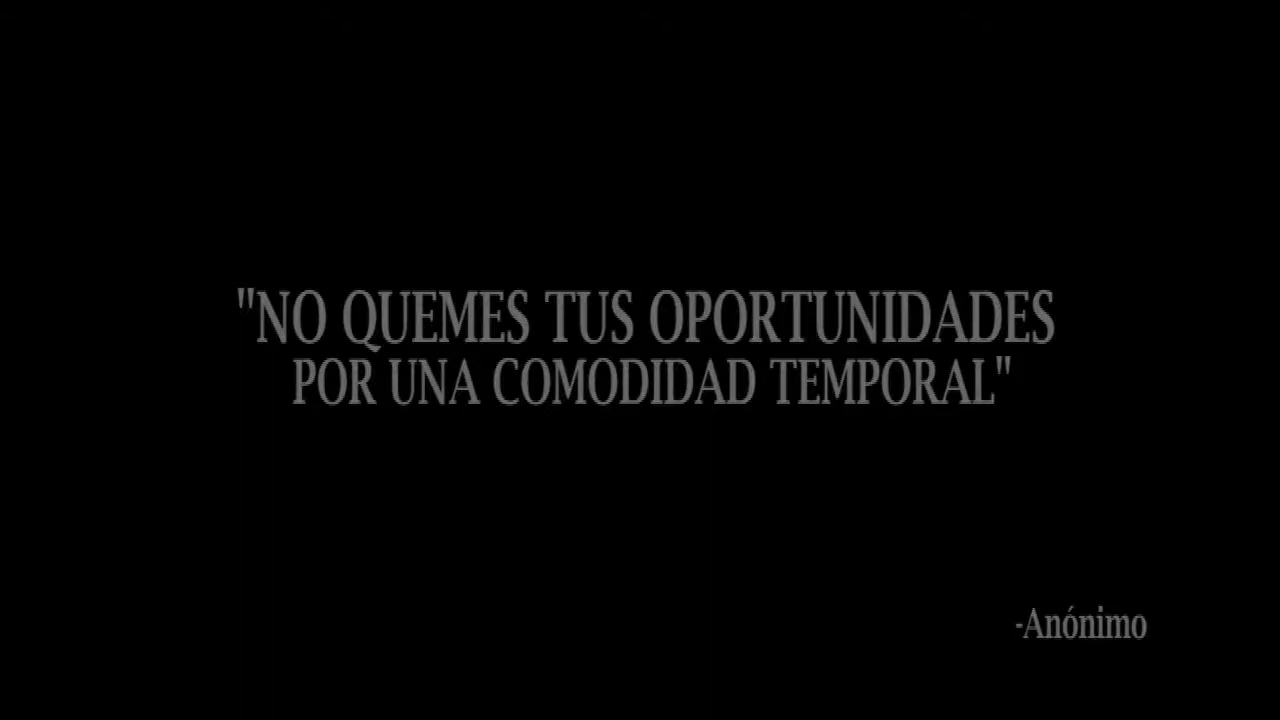 "NO QUEMES TUS OPORTUNIDADES
POR UNA COMODIDAD TEMPORAL"
-Anónimo